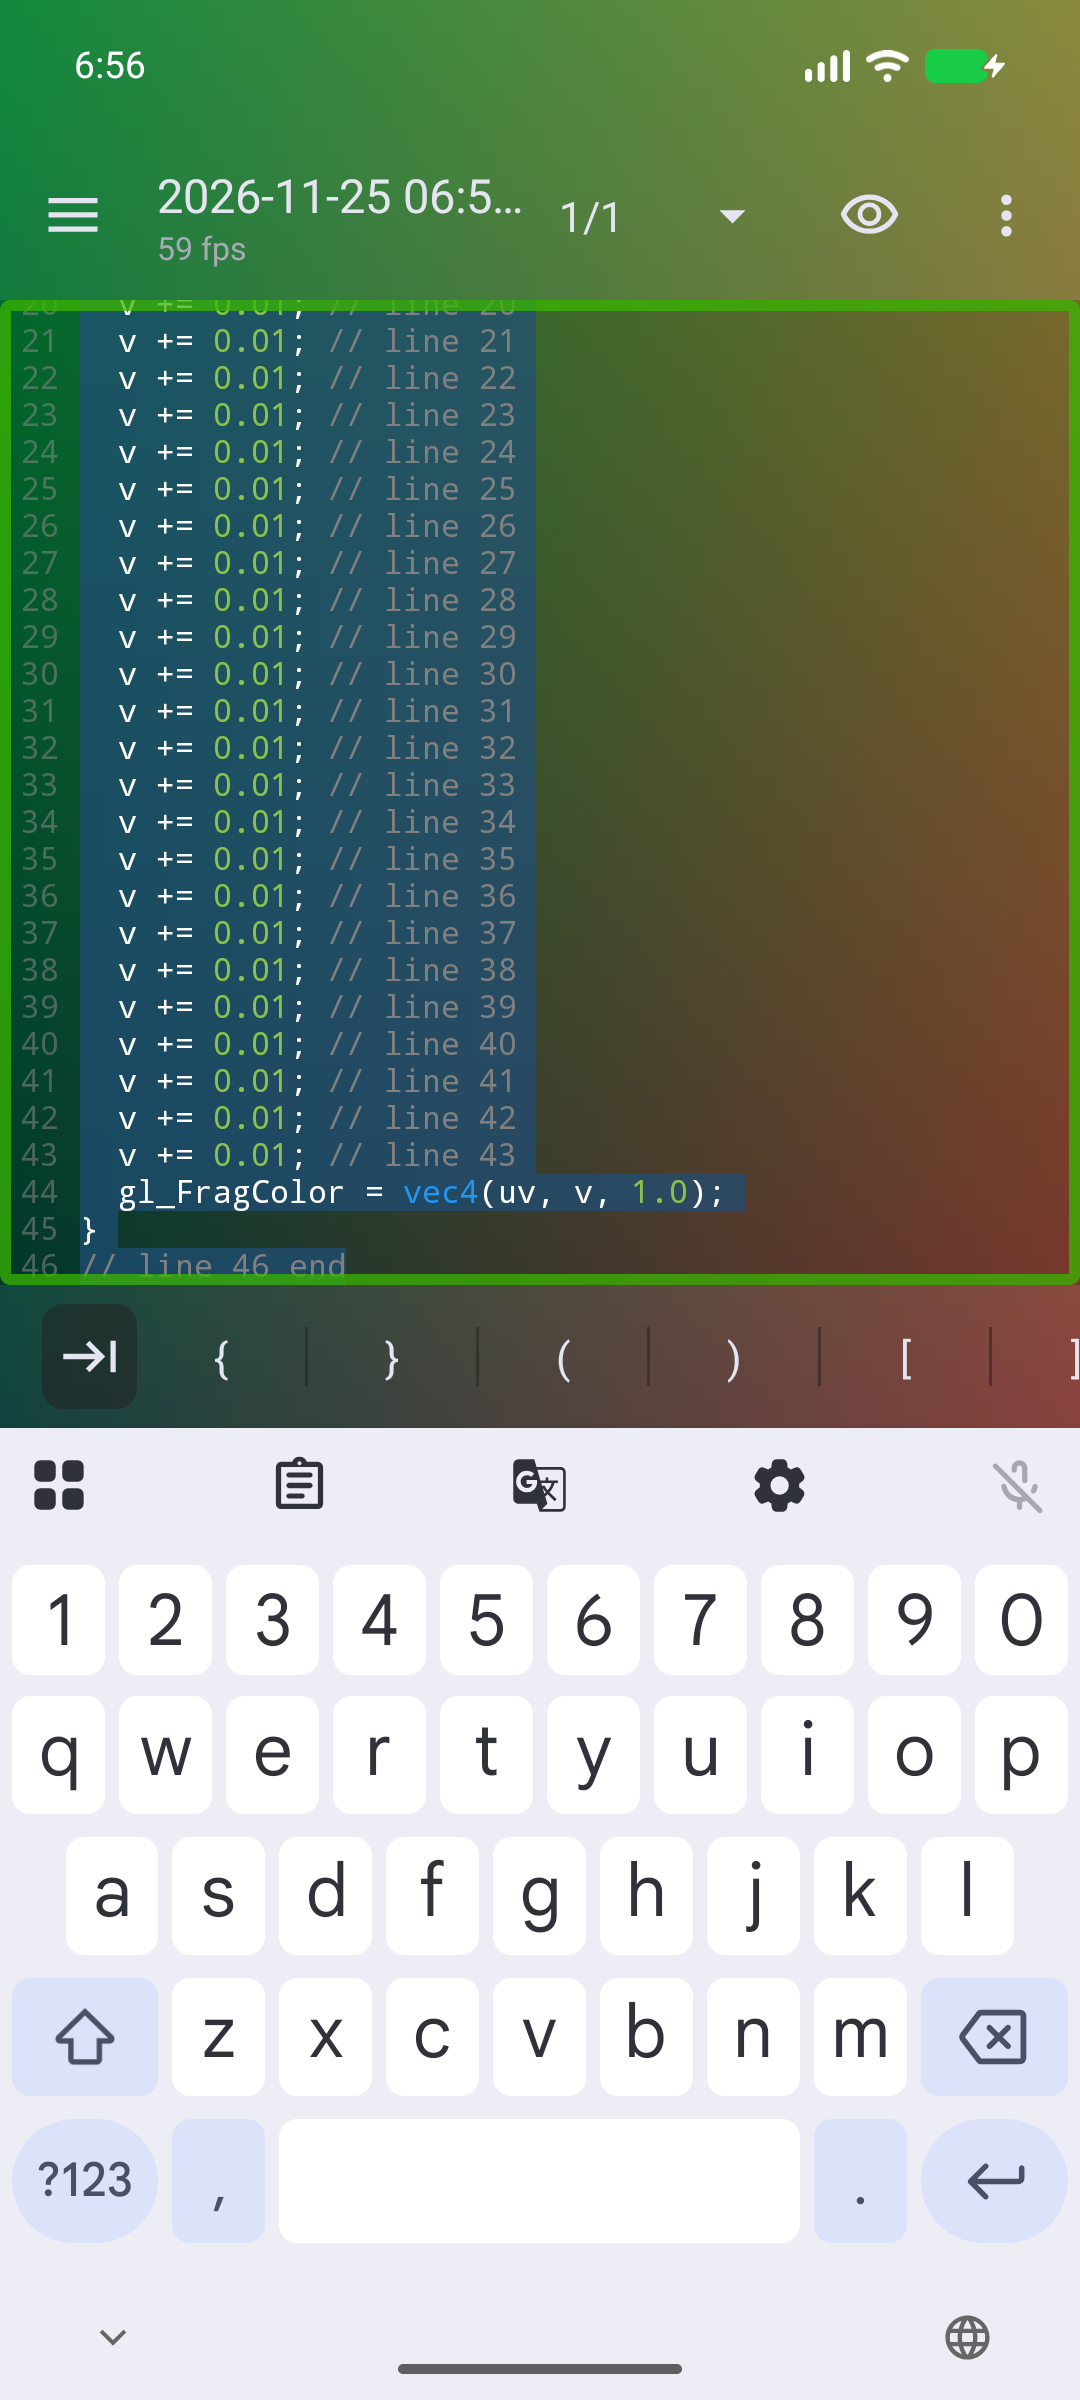 6:56
2026-11-25 06:5...
1/1
59 fps
20 v += 0.01; // line 20
21 v += 0.01; // line 21
22 v += 0.01; // line 22
23 v += 0.01; // line 23
24 v += 0.01; // line 24
25 v += 0.01; // line 25
26 v += 0.01; // line 26
27 v += 0.01; // line 27
28 v += 0.01; // line 28
29 v += 0.01; // line 29
30 v += 0.01; // line 30
31 v += 0.01; // line 31
32 v += 0.01; // line 32
33 v += 0.01; // line 33
34 v += 0.01; // line 34
35 v += 0.01; // line 35
36 v += 0.01; // line 36
37 v += 0.01; // line 37
38 v += 0.01; // line 38
39 v += 0.01; // line 39
40 v += 0.01; // line 40
41 v += 0.01; // line 41
42 v += 0.01; // line 42
43 v += 0.01; // line 43
44 gl_FragColor = vec4(uv, v, 1.0);
45 }
46 // line 46 end
{ } ( ) [ ]
G 文
1 2 3 4 5 6 7 8 9 0
q w e r t y u i o p
a s d f g h j k l
z x c v b n m
?123 , .